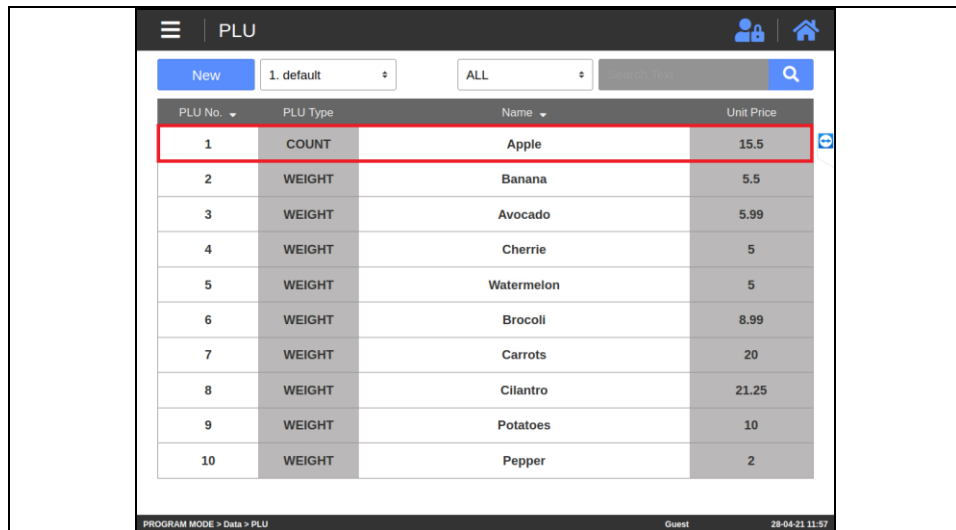 PLU
New 1. default ALL Search Text
PLU No. PLU Type Name Unit Price
1 COUNT Apple 15.5
2 WEIGHT Banana 5.5
3 WEIGHT Avocado 5.99
4 WEIGHT Cherrie 5
5 WEIGHT Watermelon 5
6 WEIGHT Brocoli 8.99
7 WEIGHT Carrots 20
8 WEIGHT Cilantro 21.25
9 WEIGHT Potatoes 10
10 WEIGHT Pepper 2
PROGRAM MODE > Data > PLU Guest 28-04-21 11:57